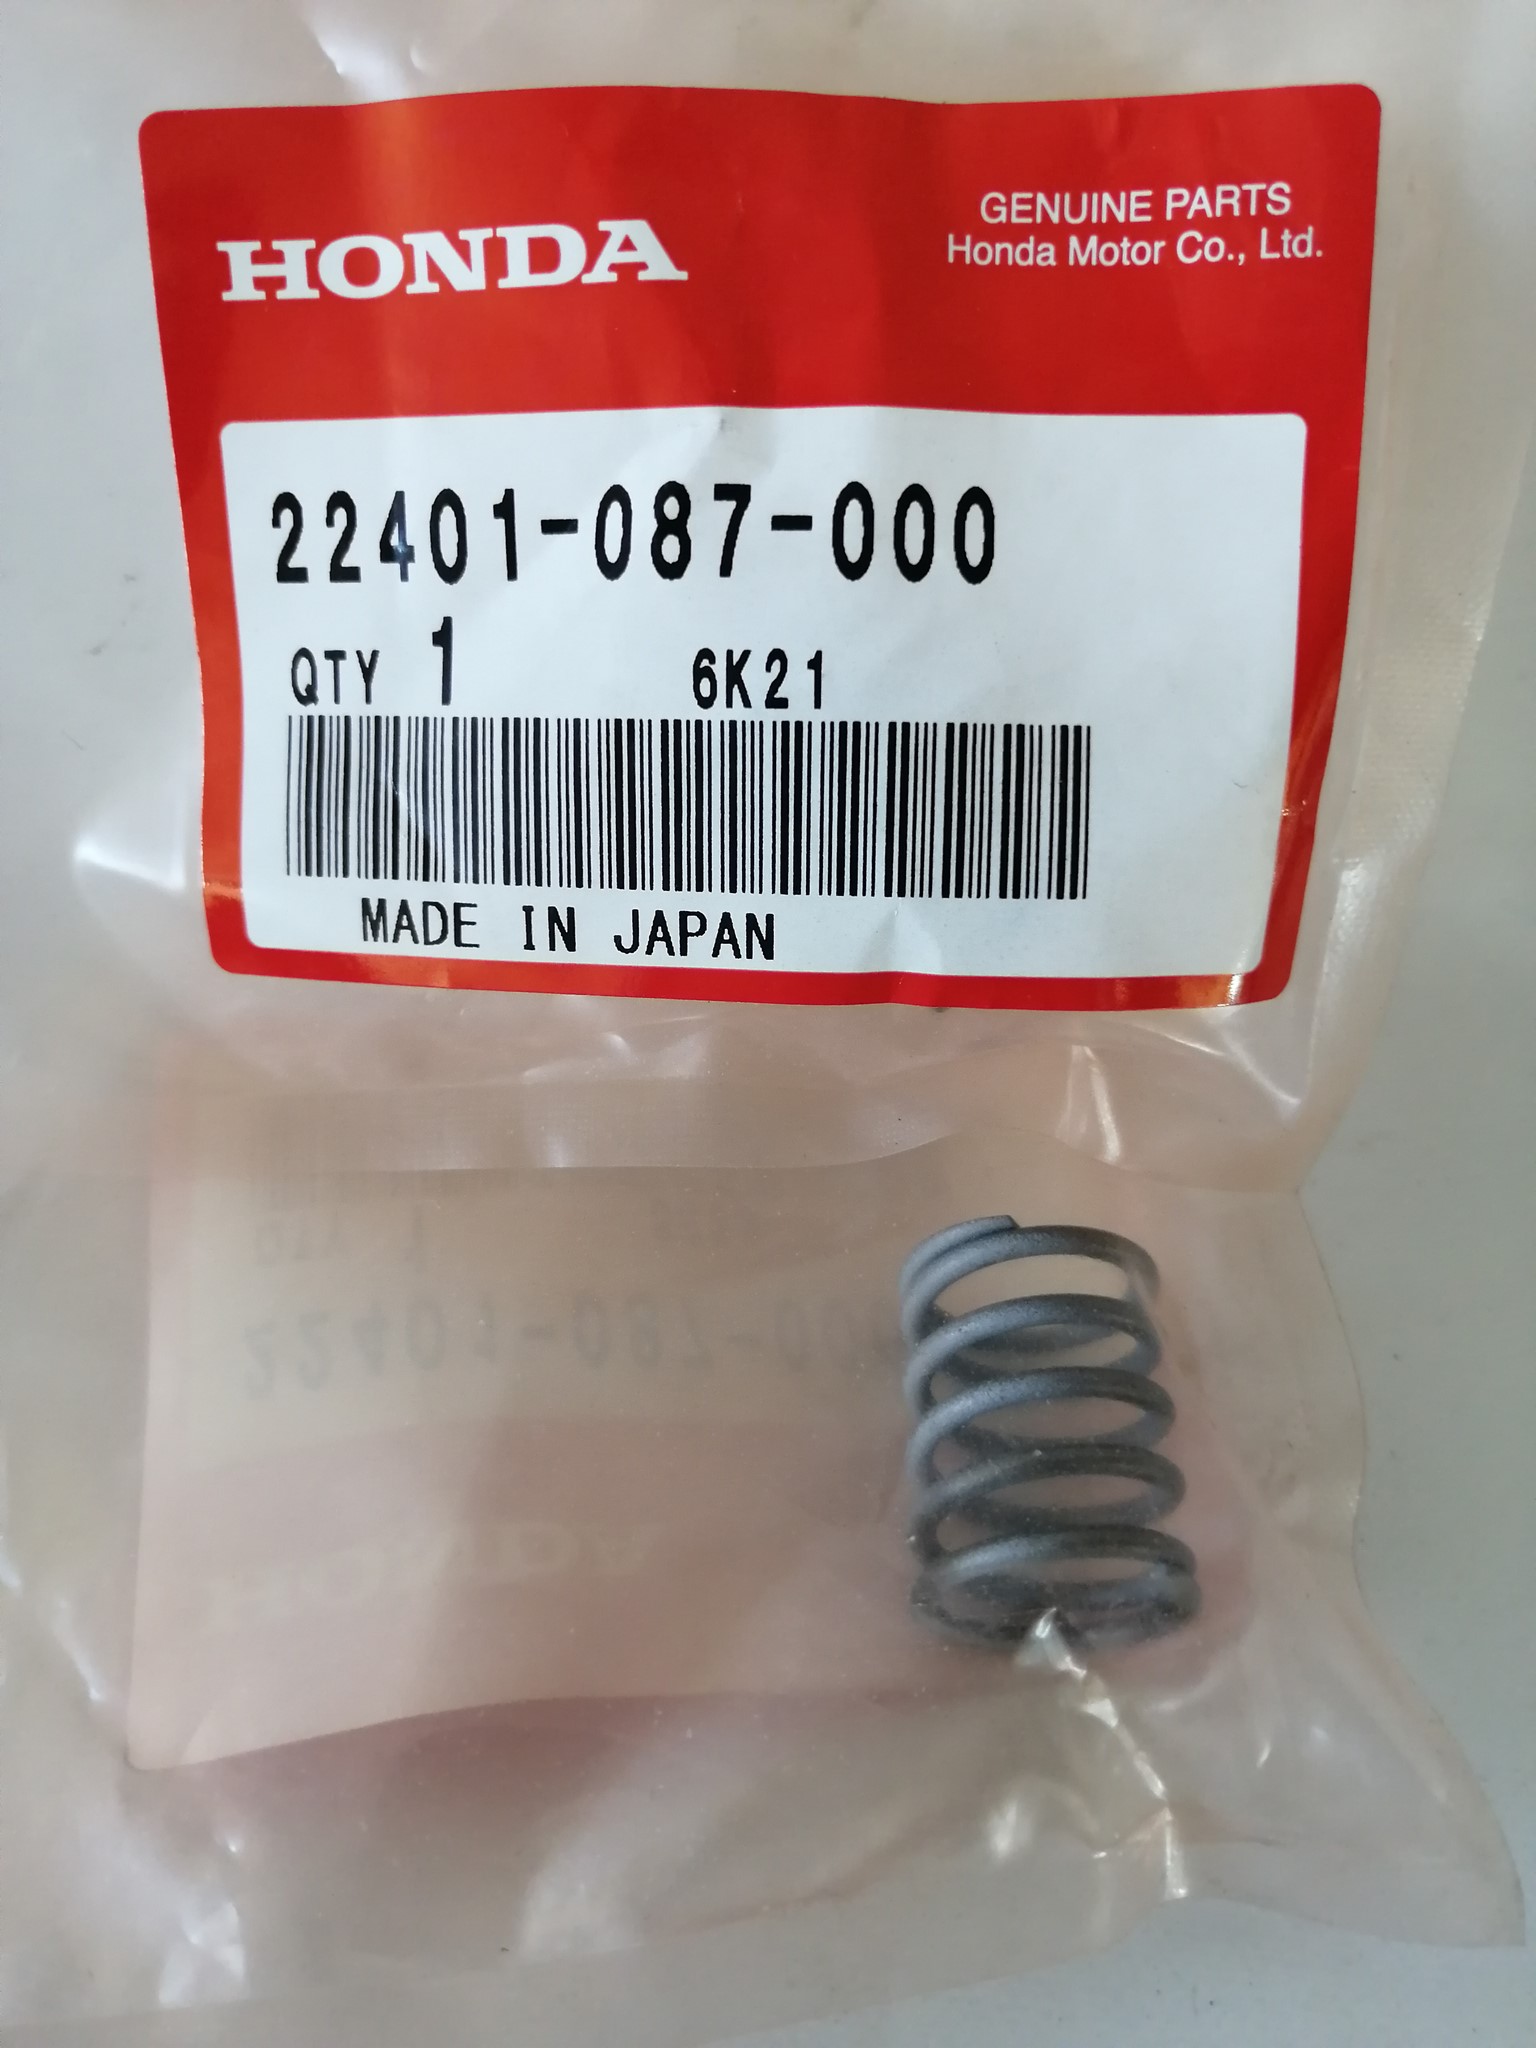 HONDA
GENUINE PARTS
Honda Motor Co., Ltd.
22401-087-000
QTY 1 6K21
MADE IN JAPAN